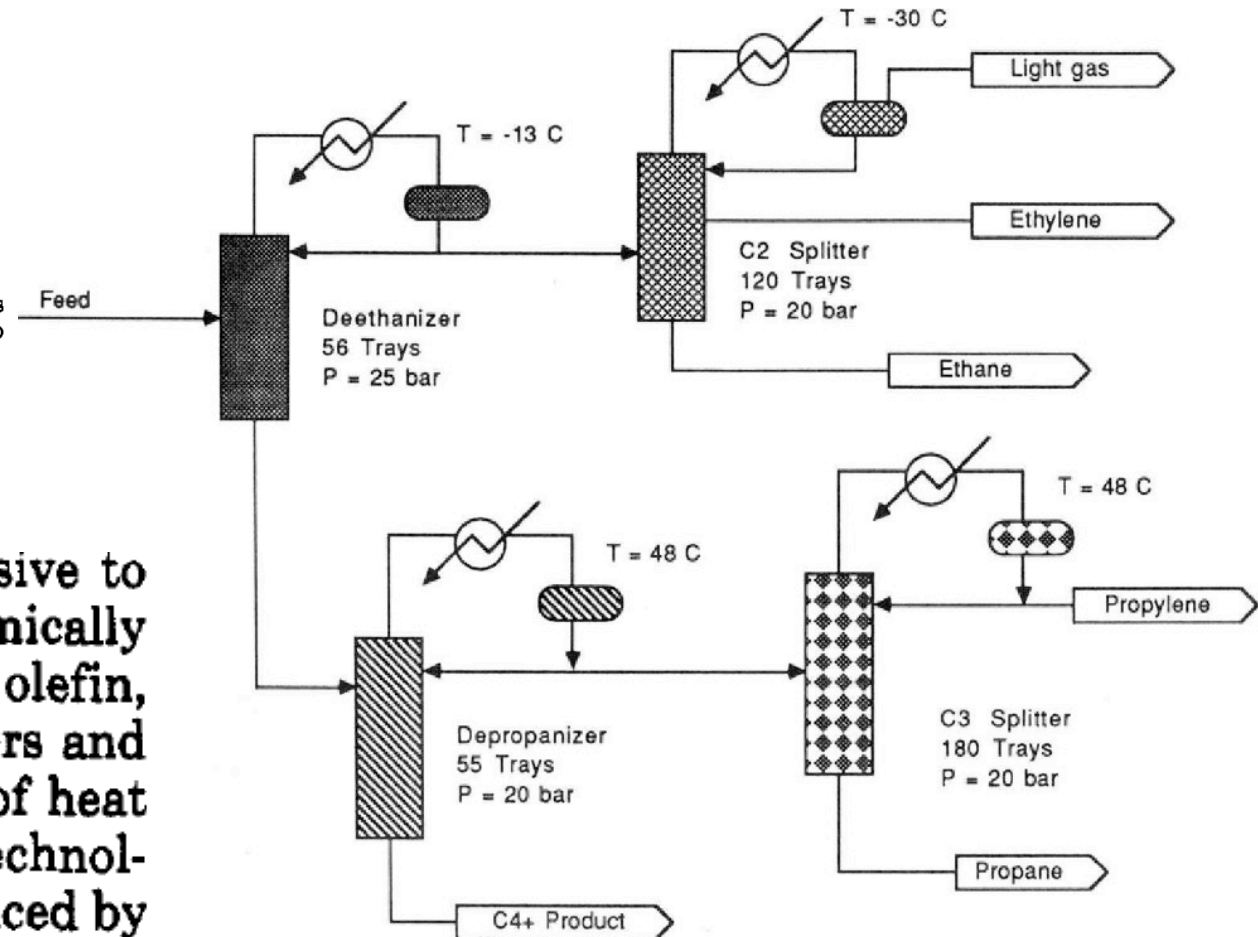 T = -30 C
Light gas
T = -13 C
Ethylene
C2 Splitter
120 Trays
P = 20 bar
Feed
Deethanizer
56 Trays
P = 25 bar
Ethane
T = 48 C
T = 48 C
Propylene
Depropanizer
55 Trays
P = 20 bar
C3 Splitter
180 Trays
P = 20 bar
Propane
C4+ Product
sive to
mically
olefin,
rs and
of heat
echnol-
ced by